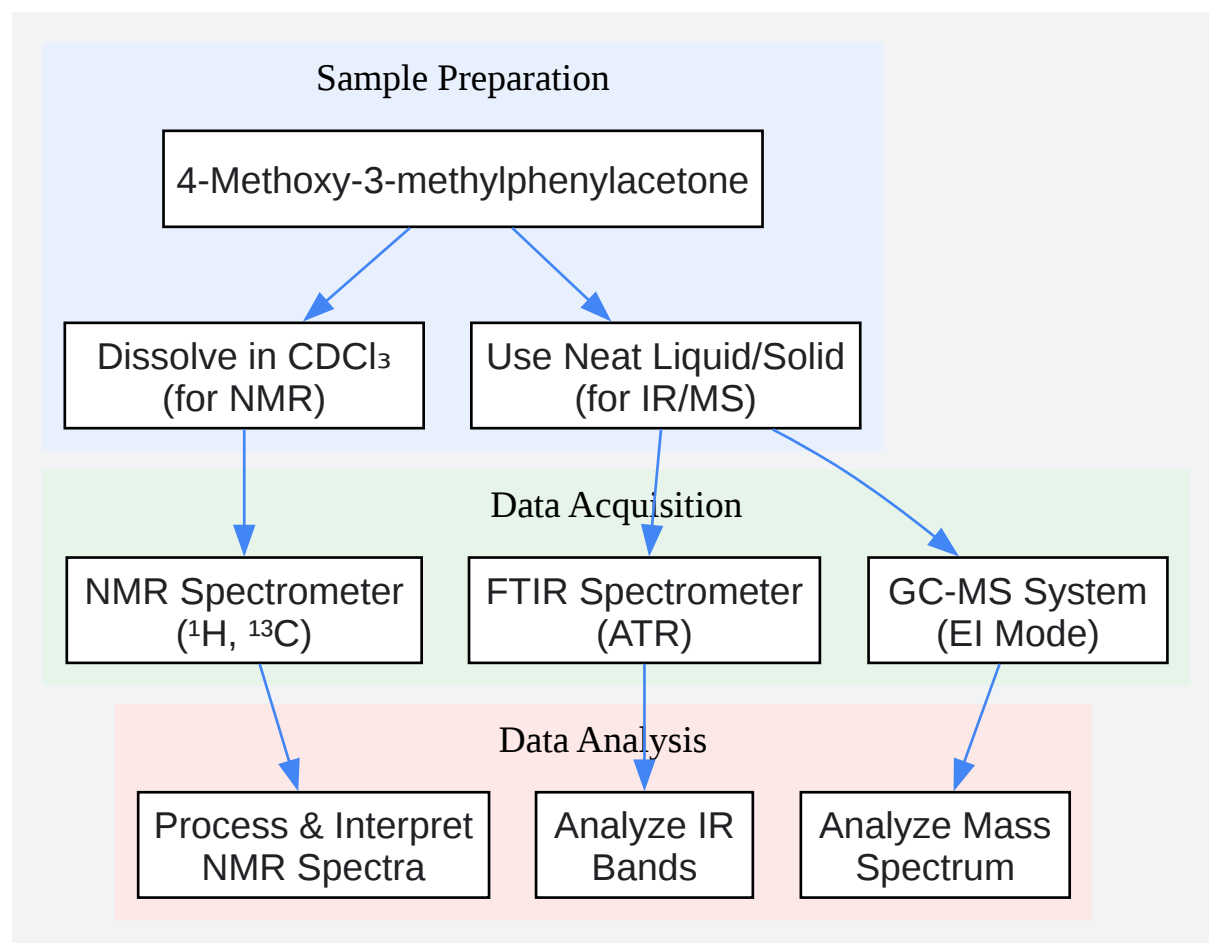 Sample Preparation
4-Methoxy-3-methylphenylacetone
Dissolve in CDCl₃
(for NMR)
Use Neat Liquid/Solid
(for IR/MS)
Data Acquisition
NMR Spectrometer
(¹H, ¹³C)
FTIR Spectrometer
(ATR)
GC-MS System
(EI Mode)
Data Analysis
Process & Interpret
NMR Spectra
Analyze IR
Bands
Analyze Mass
Spectrum